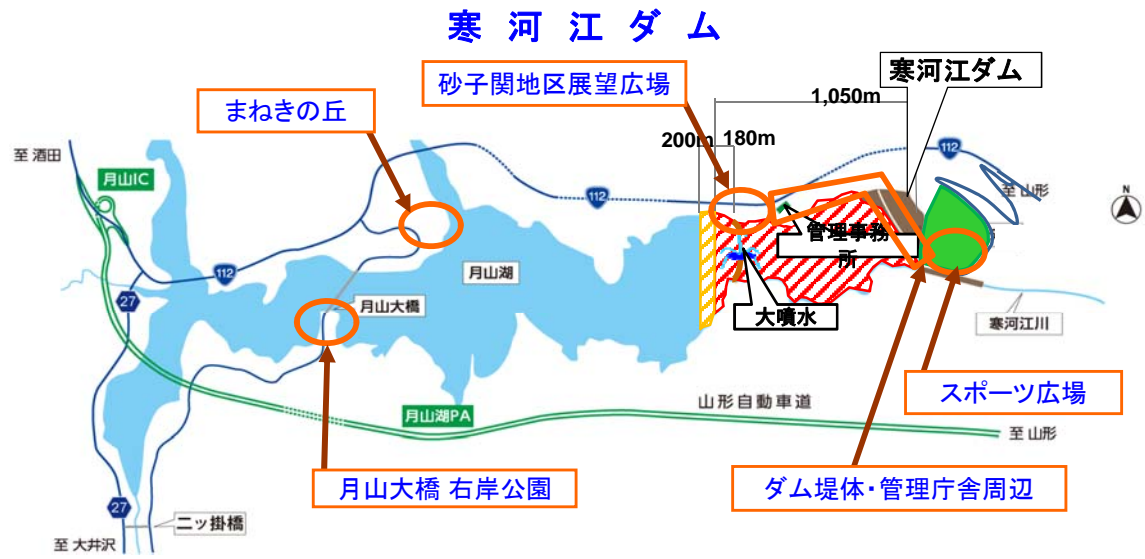 寒河江ダム
砂子関地区展望広場
寒河江ダム
まねきの丘
1,050m
200m
180m
至 酒田
月山IC
112
112
112
至 山形
N
管理事務
所
月山湖
112
27
月山大橋
大噴水
寒河江川
スポーツ広場
山形自動車道
月山湖PA
至 山形
月山大橋 右岸公園
ダム堤体・管理庁舎周辺
27
二ッ掛橋
至 大井沢